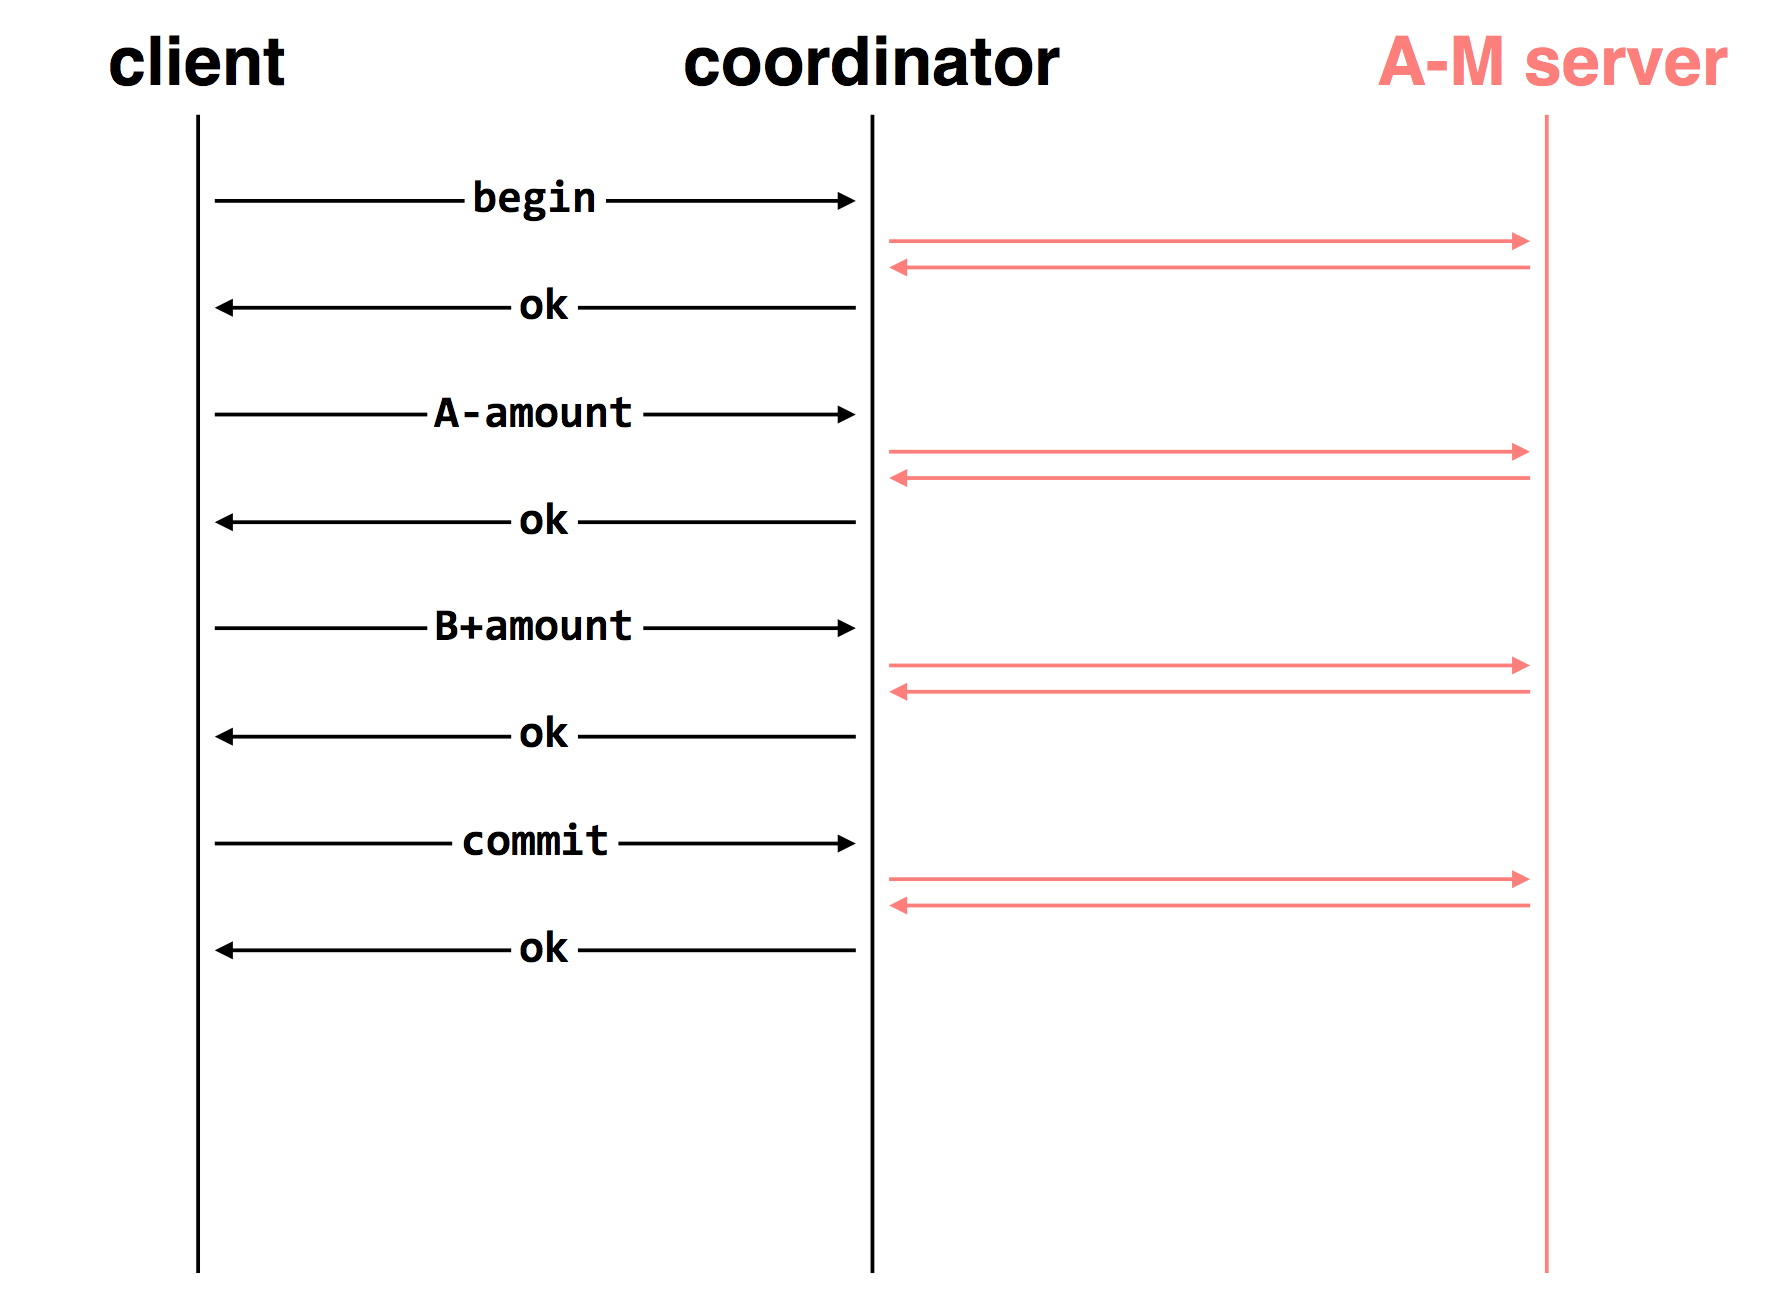 client coordinator A-M server
begin
ok
A-amount
ok
B+amount
ok
commit
ok